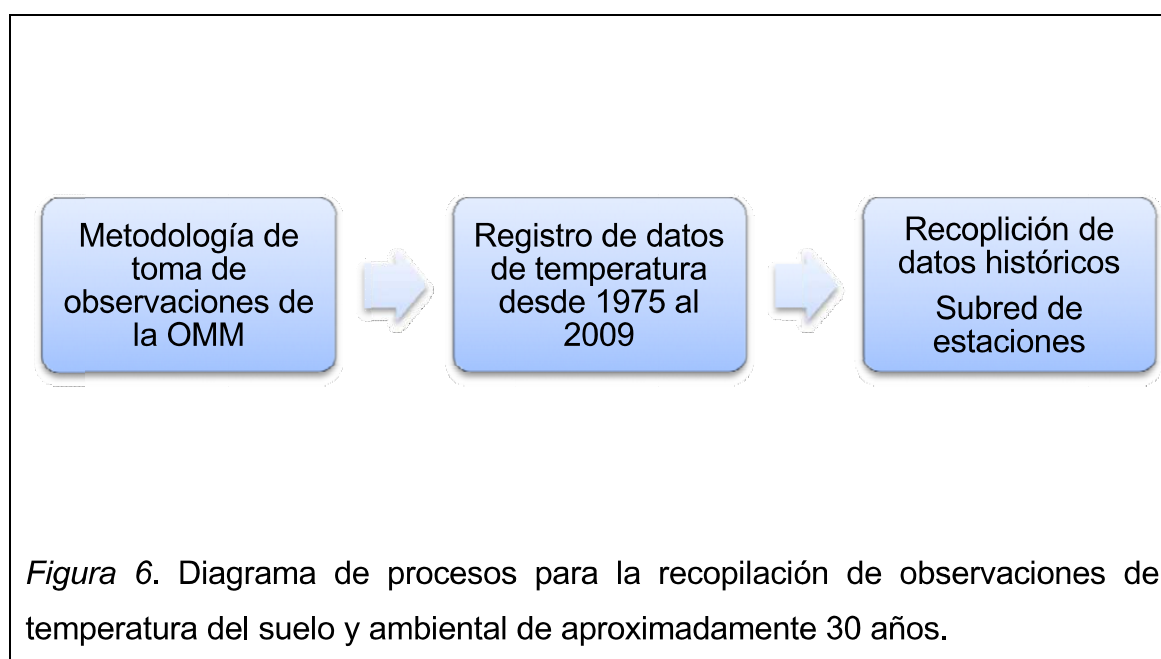 Metodología de
toma de
observaciones de
la OMM
Registro de datos
de temperatura
desde 1975 al
2009
Recoplición de
datos históricos
Subred de
estaciones
Figura 6. Diagrama de procesos para la recopilación de observaciones de
temperatura del suelo y ambiental de aproximadamente 30 años.